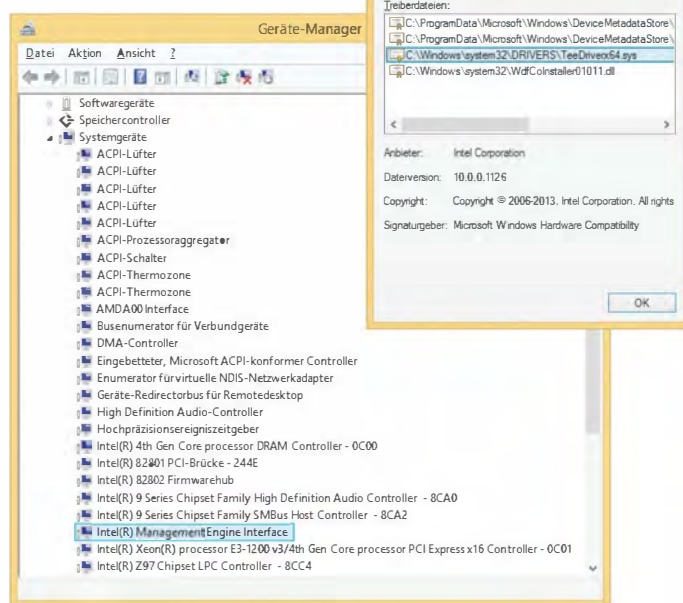 Geräte-Manager
Datei Aktion Ansicht ?
Softwaregeräte
Speichercontroller
Systemgeräte
ACPI-Lüfter
ACPI-Lüfter
ACPI-Lüfter
ACPI-Lüfter
ACPI-Lüfter
ACPI-Prozessoraggregator
ACPI-Schalter
ACPI-Thermozone
ACPI-Thermozone
AMDA00 Interface
Busenumerator für Verbundgeräte
DMA-Controller
Eingebetteter, Microsoft ACPI-konformer Controller
Enumerator für virtuelle NDIS-Netzwerkadapter
Geräte-Redirectorbus für Remotedesktop
High Definition Audio-Controller
Hochpräzisionsereigniszeitgeber
Intel(R) 4th Gen Core processor DRAM Controller - 0C00
Intel(R) 82801 PCI-Brücke - 244E
Intel(R) 82802 Firmwarehub
Intel(R) 9 Series Chipset Family High Definition Audio Controller - 8CA0
Intel(R) 9 Series Chipset Family SMBus Host Controller - 8CA2
Intel(R) Management Engine Interface
Intel(R) Xeon(R) processor E3-1200 v3/4th Gen Core processor PCI Express x16 Controller - 0C01
Intel(R) Z97 Chipset LPC Controller - 8CC4
Treiberdateien:
C:\ProgramData\Microsoft\Windows\DeviceMetadataStore\
C:\ProgramData\Microsoft\Windows\DeviceMetadataStore\
C:\Windows\system32\DRIVERS\TeeDriverx64.sys
C:\Windows\system32\WdfCoInstaller01011.dll
Anbieter: Intel Corporation
Dateiversion: 10.0.0.1126
Copyright: Copyright © 2006-2013, Intel Corporation. All rights
Signaturgeber: Microsoft Windows Hardware Compatibility
OK